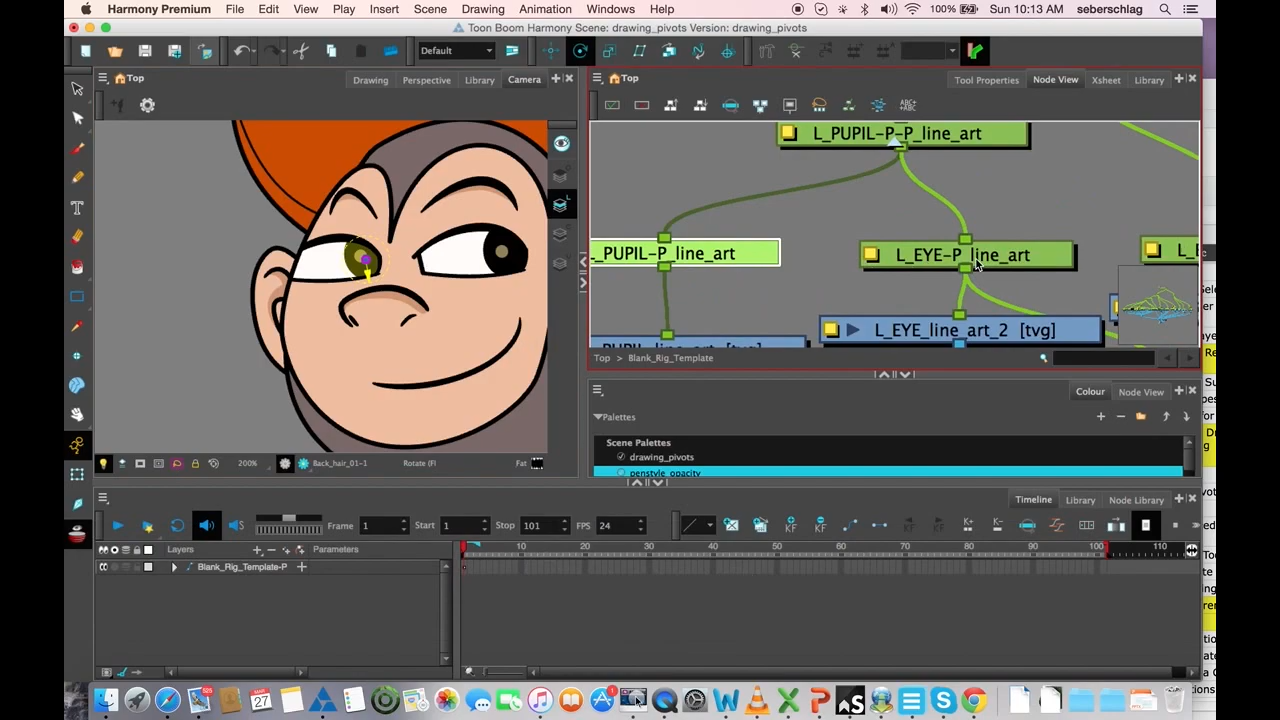 Harmony Premium File Edit View Play Insert Scene Drawing Animation Windows Help 100% Sun 10:13 AM seberschlag
Toon Boom Harmony Scene: drawing_pivots Version: drawing_pivots
Default
Top Drawing Perspective Library Camera
Top Tool Properties Node View Xsheet Library
L_PUPIL-P-P_line_art
_PUPIL-P_line_art
L_EYE-P_line_art
L_EYE_line_art_2 [tvg]
Top > Blank_Rig_Template
Colour Node View
Palettes
Scene Palettes
drawing_pivots
penstyle_opacity
200% Back_hair_01-1 Rotate (Fl Fat
Timeline Library Node Library
Frame 1 Start 1 Stop 101 FPS 24
Layers Parameters
10 20 30 40 50 60 70 80 90 100 110
Blank_Rig_Template-P